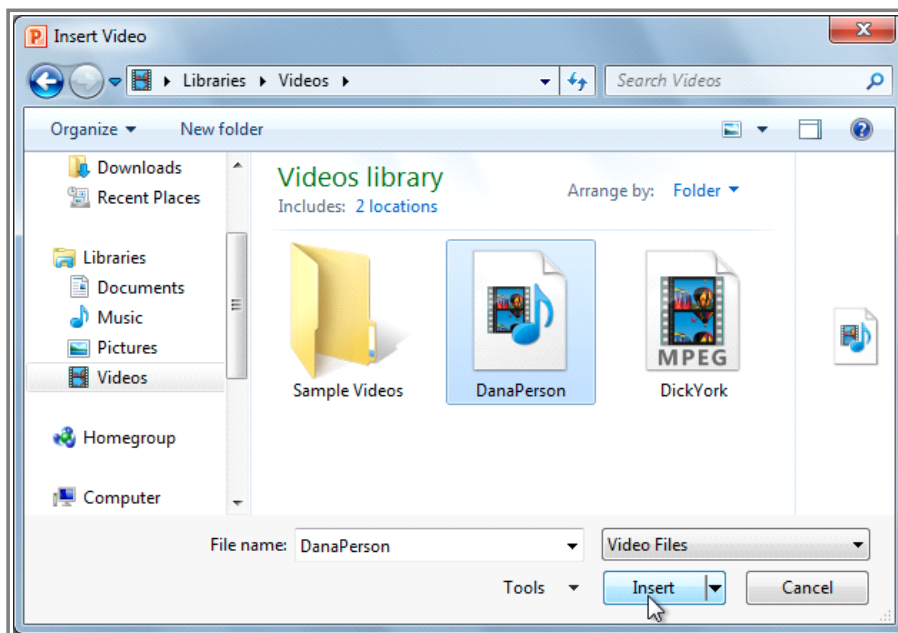 Insert Video
Libraries Videos
Search Videos
Organize New folder
Downloads
Recent Places
Libraries
Documents
Music
Pictures
Videos
Homegroup
Computer
Videos library
Includes: 2 locations
Arrange by: Folder
Sample Videos
DanaPerson
MPEG
DickYork
File name: DanaPerson
Video Files
Tools Insert Cancel